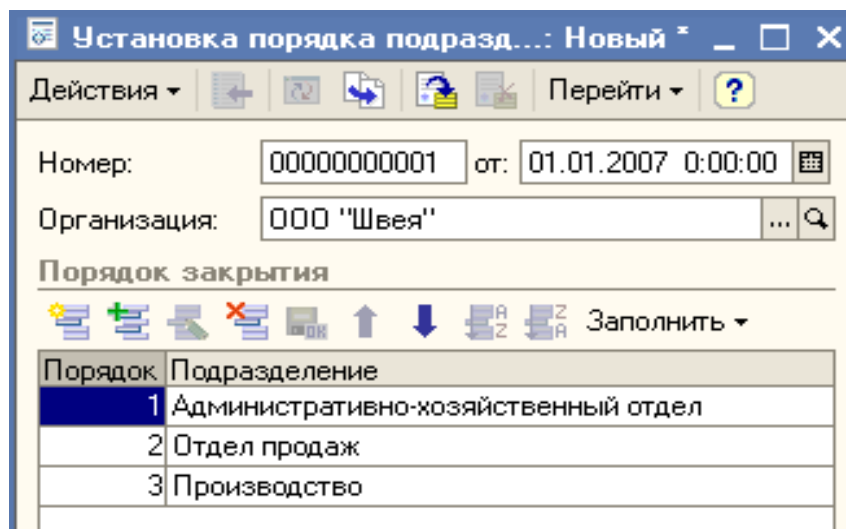 Установка порядка подразд...: Новый *
Действия Перейти ?
Номер: 00000000001 от: 01.01.2007 0:00:00
Организация: ООО "Швея" ...
Порядок закрытия
Заполнить
Порядок Подразделение
1 Административно-хозяйственный отдел
2 Отдел продаж
3 Производство